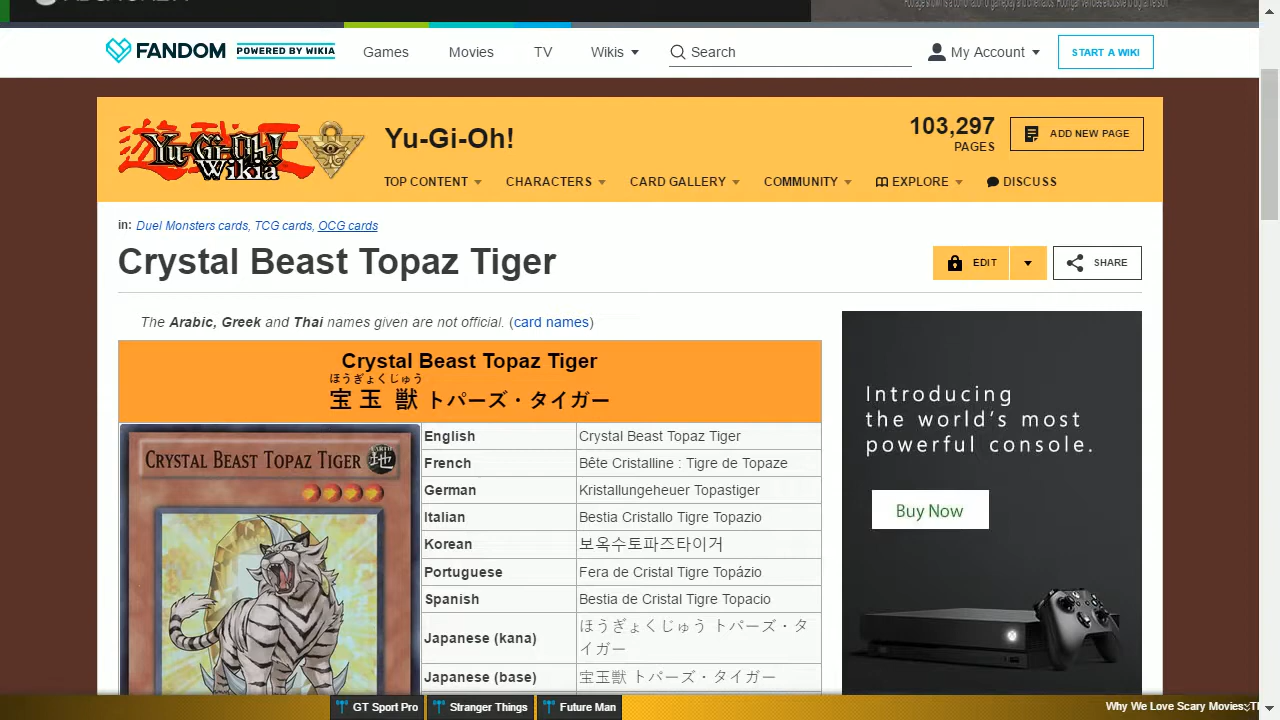 FANDOM POWERED BY WIKIA Games Movies TV Wikis Search My Account START A WIKI
遊戯王 Yu-Gi-Oh! Wikia
Yu-Gi-Oh!
103,297
PAGES
ADD NEW PAGE
TOP CONTENT CHARACTERS CARD GALLERY COMMUNITY EXPLORE DISCUSS
in: Duel Monsters cards, TCG cards, OCG cards
Crystal Beast Topaz Tiger
EDIT SHARE
The Arabic, Greek and Thai names given are not official. (card names)
Crystal Beast Topaz Tiger
ほうぎょくじゅう
宝玉獣 トパーズ・タイガー
CRYSTAL BEAST TOPAZ TIGER
EARTH
地
English Crystal Beast Topaz Tiger
French Bête Cristalline : Tigre de Topaze
German Kristallungeheuer Topastiger
Italian Bestia Cristallo Tigre Topazio
Korean 보옥수토파즈타이거
Portuguese Fera de Cristal Tigre Topázio
Spanish Bestia de Cristal Tigre Topacio
Japanese (kana) ほうぎょくじゅう トパーズ・タ
イガー
Japanese (base) 宝玉獣 トパーズ・タイガー
Introducing
the world's most
powerful console.
Buy Now
GT Sport Pro Stranger Things Future Man
Why We Love Scary Movies: T